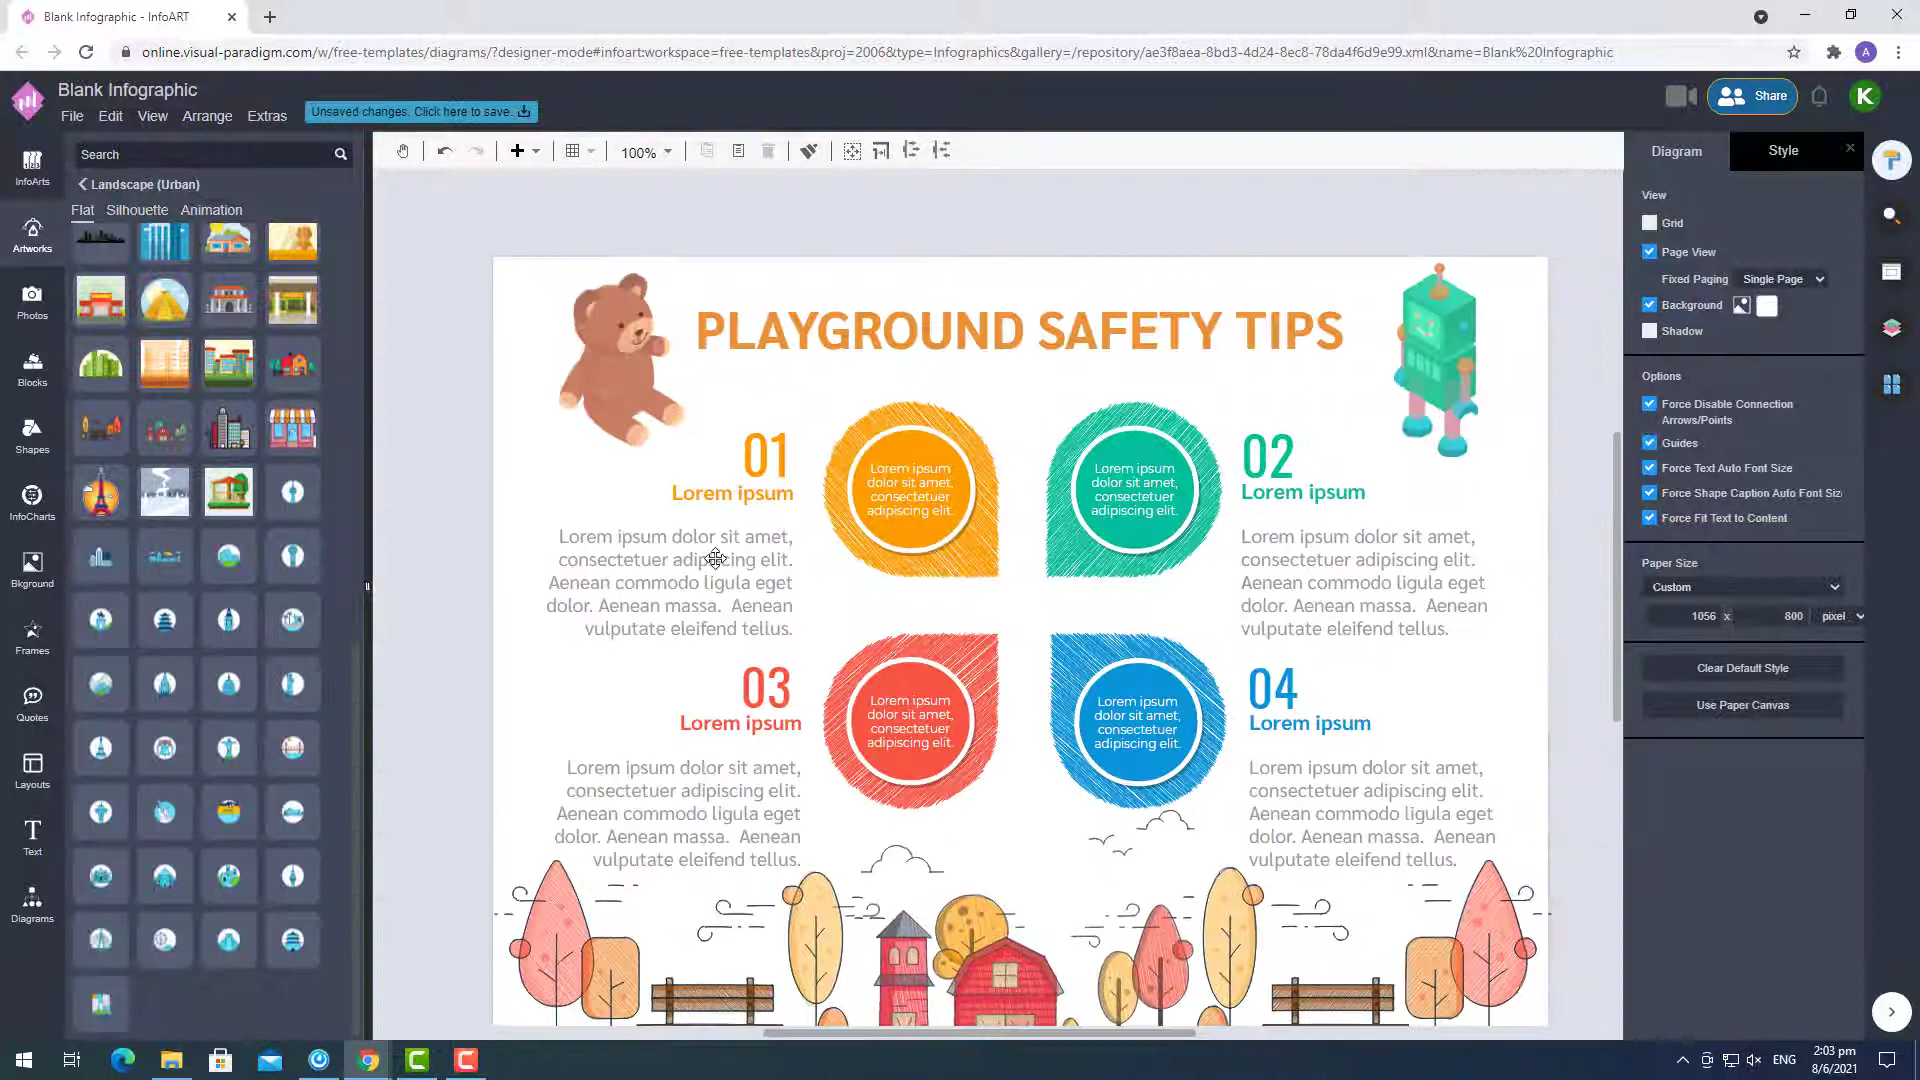 Blank Infographic - InfoART
online.visual-paradigm.com/w/free-templates/diagrams/?designer-mode#infoart:workspace=free-templates&proj=2006&type=Infographics&gallery=/repository/ae3f8aea-8bd3-4d24-8ec8-78da4f6d9e99.xml&name=Blank%20Infographic
A
Blank Infographic
File Edit View Arrange Extras
Unsaved changes. Click here to save.
Share
K
InfoArts
Artworks
Photos
Blocks
Shapes
InfoCharts
Bkground
Frames
Quotes
Layouts
Text
Diagrams
Search
Landscape (Urban)
Flat Silhouette Animation
100%
PLAYGROUND SAFETY TIPS
01
Lorem ipsum
Lorem ipsum dolor sit amet,
consectetuer adipiscing elit.
Aenean commodo ligula eget
dolor. Aenean massa. Aenean
vulputate eleifend tellus.
Lorem ipsum
dolor sit amet,
consectetuer
adipiscing elit.
Lorem ipsum
dolor sit amet,
consectetuer
adipiscing elit.
02
Lorem ipsum
Lorem ipsum dolor sit amet,
consectetuer adipiscing elit.
Aenean commodo ligula eget
dolor. Aenean massa. Aenean
vulputate eleifend tellus.
03
Lorem ipsum
Lorem ipsum dolor sit amet,
consectetuer adipiscing elit.
Aenean commodo ligula eget
dolor. Aenean massa. Aenean
vulputate eleifend tellus.
Lorem ipsum
dolor sit amet,
consectetuer
adipiscing elit.
Lorem ipsum
dolor sit amet,
consectetuer
adipiscing elit.
04
Lorem ipsum
Lorem ipsum dolor sit amet,
consectetuer adipiscing elit.
Aenean commodo ligula eget
dolor. Aenean massa. Aenean
vulputate eleifend tellus.
Diagram Style
View
Grid
Page View
Fixed Paging Single Page
Background
Shadow
Options
Force Disable Connection
Arrows/Points
Guides
Force Text Auto Font Size
Force Shape Caption Auto Font Siz
Force Fit Text to Content
Paper Size
Custom
1056 x 800 pixel
Clear Default Style
Use Paper Canvas
ENG
2:03 pm
8/6/2021